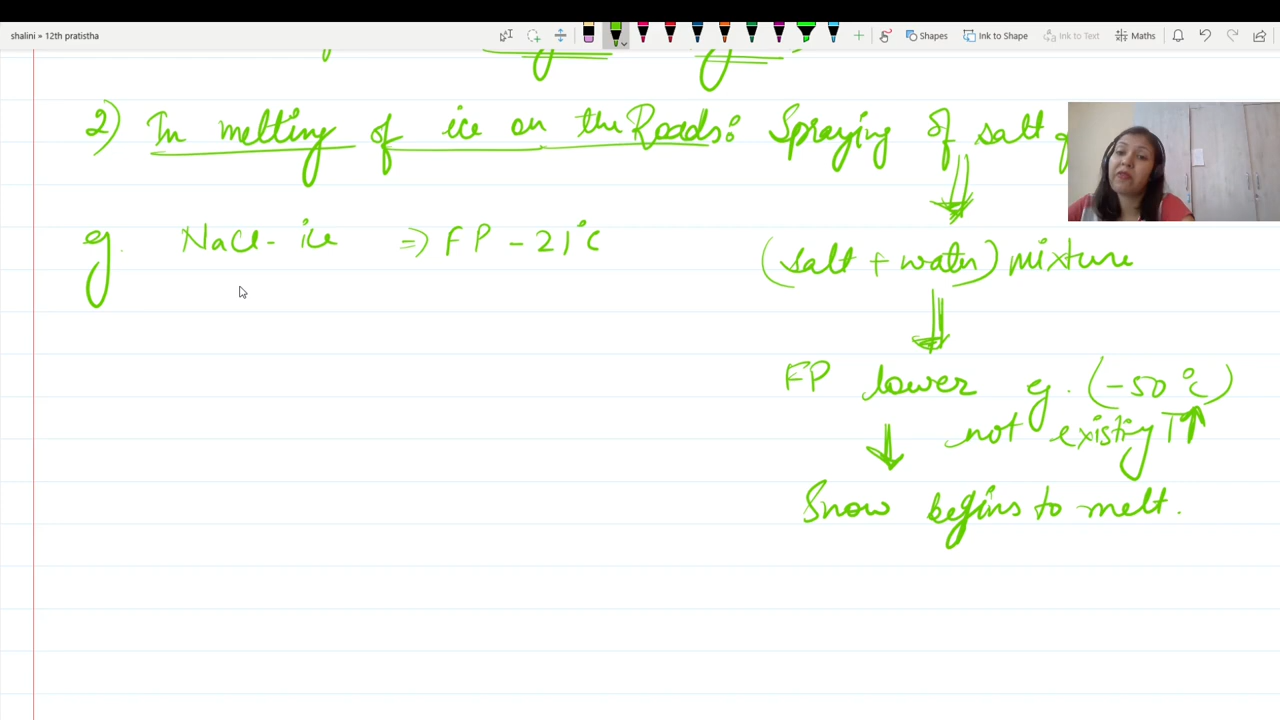 shalini » 12th pratistha
Shapes Ink to Shape Ink to Text Maths
2) In melting of ice on the Roads: Spraying of salt
eg. NaCl - ice ⇒ FP - 21°C
(salt + water) mixture
FP lower eg. (-50°C)
not existing T↑
Snow begins to melt.